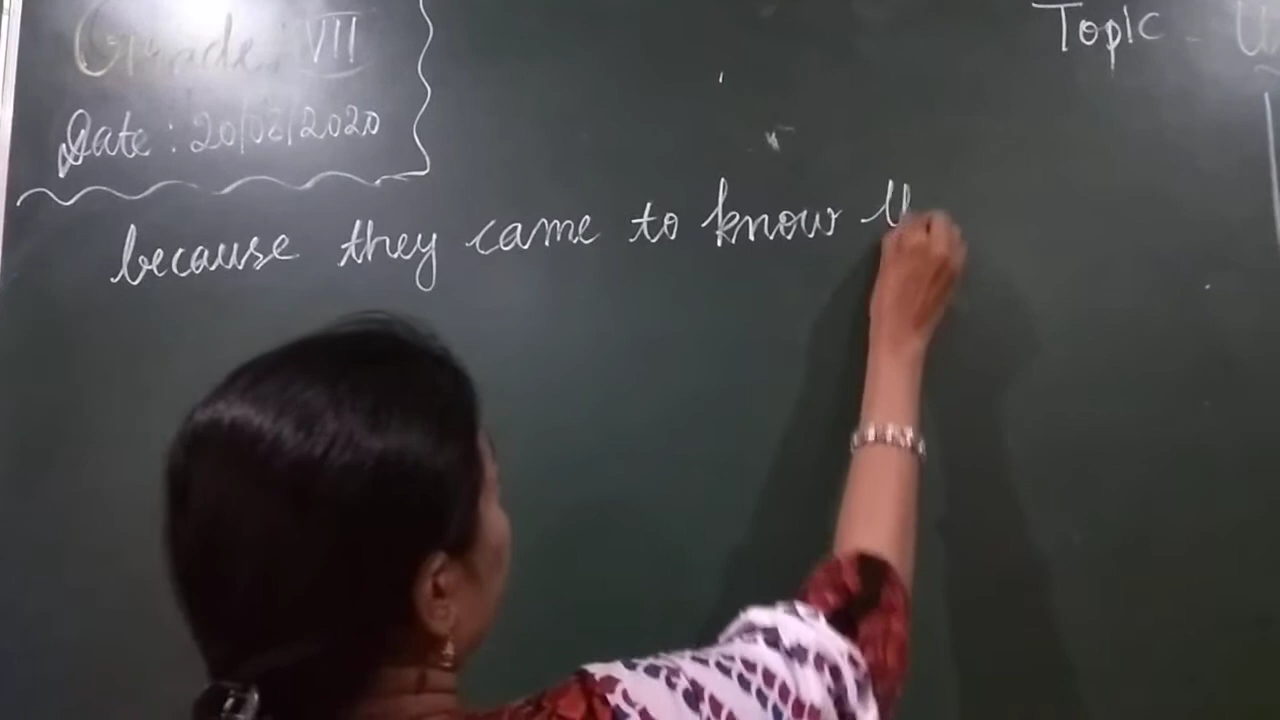 Grade : VII
Date : 20/02/2020
Topic -
because they came to know